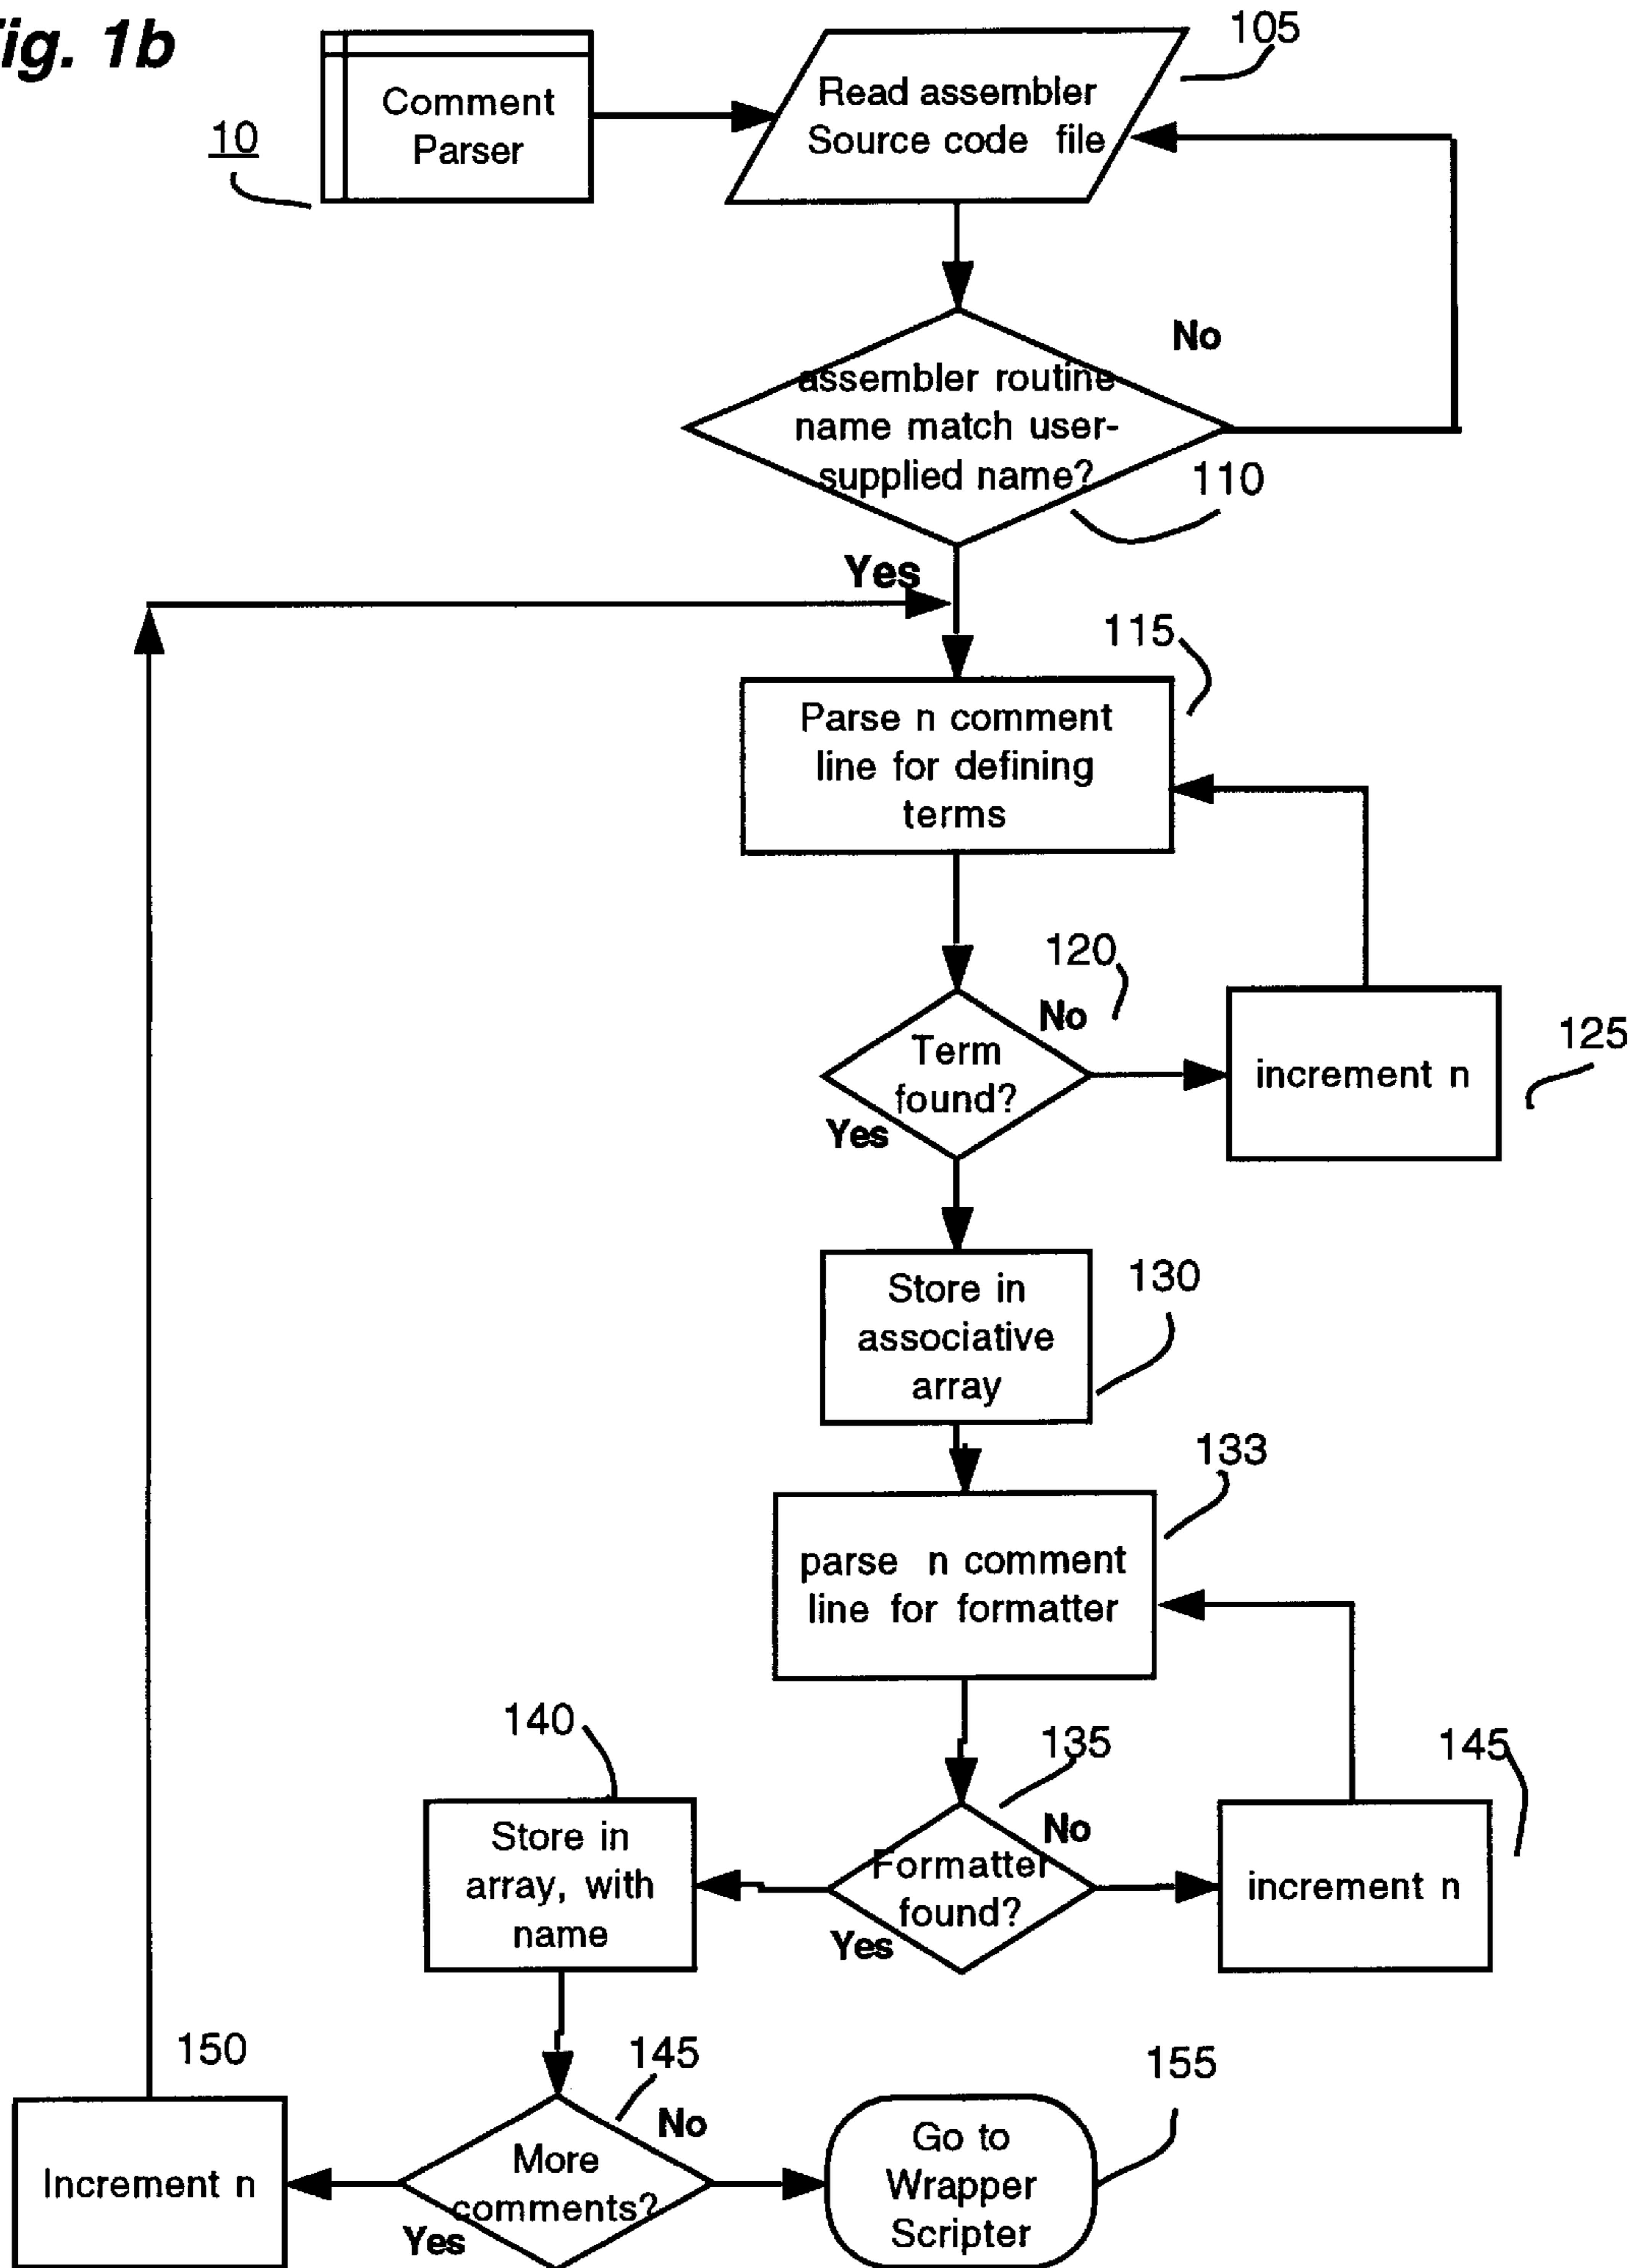 ig. 1b
105
Comment
Parser
Read assembler
Source code file
10
No
assembler routine
name match user-
supplied name?
110
Yes
115
Parse n comment
line for defining
terms
120
No
Term
found?
Yes
increment n
125
Store in
associative
array
130
133
parse n comment
line for formatter
140
135
145
Store in
array, with
name
No
Formatter
found?
Yes
increment n
150
145
155
No
Increment n
More
comments?
Yes
Go to
Wrapper
Scripter